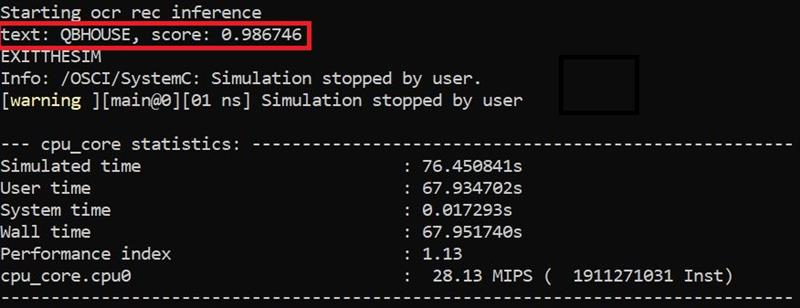 Starting ocr rec inference
text: QBHOUSE, score: 0.986746
EXITTHESIM
Info: /OSCI/SystemC: Simulation stopped by user.
[warning ][main@0][01 ns] Simulation stopped by user
--- cpu_core statistics: ------------------------------------------------------
Simulated time : 76.450841s
User time : 67.934702s
System time : 0.017293s
Wall time : 67.951740s
Performance index : 1.13
cpu_core.cpu0 : 28.13 MIPS ( 1911271031 Inst)
-------------------------------------------------------------------------------